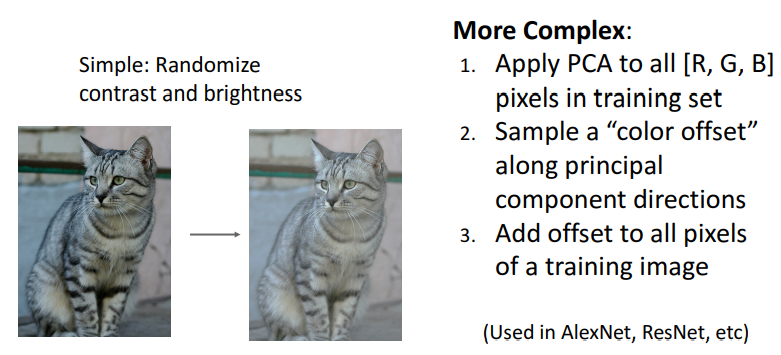 Simple: Randomize
contrast and brightness
More Complex:
1. Apply PCA to all [R, G, B]
pixels in training set
2. Sample a “color offset”
along principal
component directions
3. Add offset to all pixels
of a training image
(Used in AlexNet, ResNet, etc)